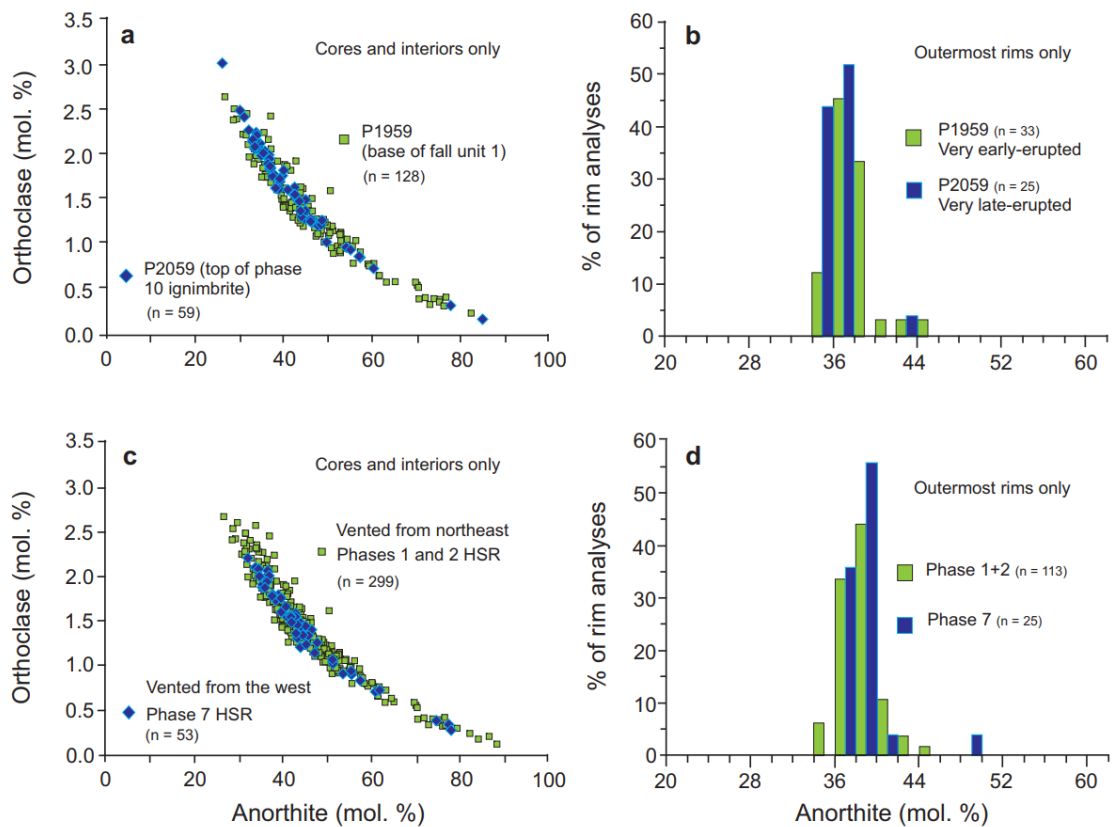 a
Cores and interiors only
P1959
(base of fall unit 1)
(n = 128)
P2059 (top of phase
10 ignimbrite)
(n = 59)
Orthoclase (mol. %)
3.5
3.0
2.5
2.0
1.5
1.0
0.5
0.0
0
20
40
60
80
100
b
Outermost rims only
P1959 (n = 33)
Very early-erupted
P2059 (n = 25)
Very late-erupted
% of rim analyses
60
50
40
30
20
10
0
20
28
36
44
52
60
c
Cores and interiors only
Vented from northeast
Phases 1 and 2 HSR
(n = 299)
Vented from the west
Phase 7 HSR
(n = 53)
Orthoclase (mol. %)
3.5
3.0
2.5
2.0
1.5
1.0
0.5
0.0
0
20
40
60
80
100
Anorthite (mol. %)
d
Outermost rims only
Phase 1+2 (n = 113)
Phase 7 (n = 25)
% of rim analyses
60
50
40
30
20
10
0
20
28
36
44
52
60
Anorthite (mol. %)